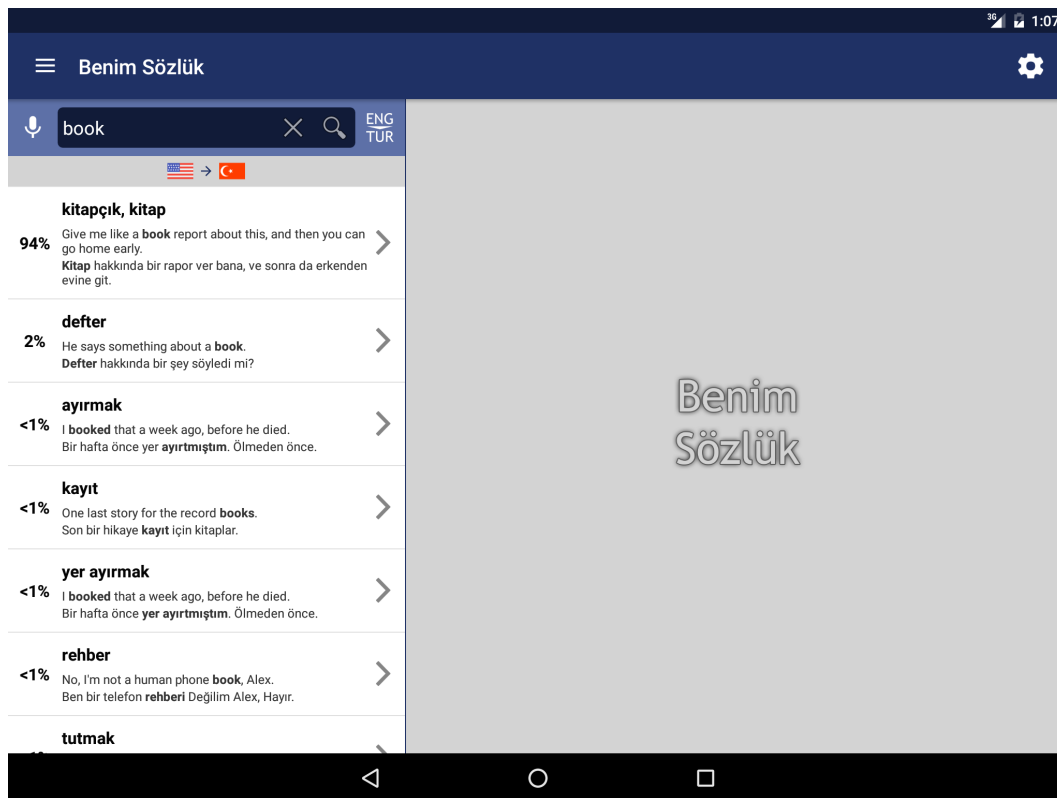 3G 1:07
Benim Sözlük
book
ENG
TUR
kitapçık, kitap
94%
Give me like a book report about this, and then you can
go home early.
Kitap hakkında bir rapor ver bana, ve sonra da erkenden
evine git.
defter
2%
He says something about a book.
Defter hakkında bir şey söyledi mi?
ayırmak
<1%
I booked that a week ago, before he died.
Bir hafta önce yer ayırtmıştım. Ölmeden önce.
kayıt
<1%
One last story for the record books.
Son bir hikaye kayıt için kitaplar.
yer ayırmak
<1%
I booked that a week ago, before he died.
Bir hafta önce yer ayırtmıştım. Ölmeden önce.
rehber
<1%
No, I'm not a human phone book, Alex.
Ben bir telefon rehberi Değilim Alex, Hayır.
tutmak
Benim
Sözlük